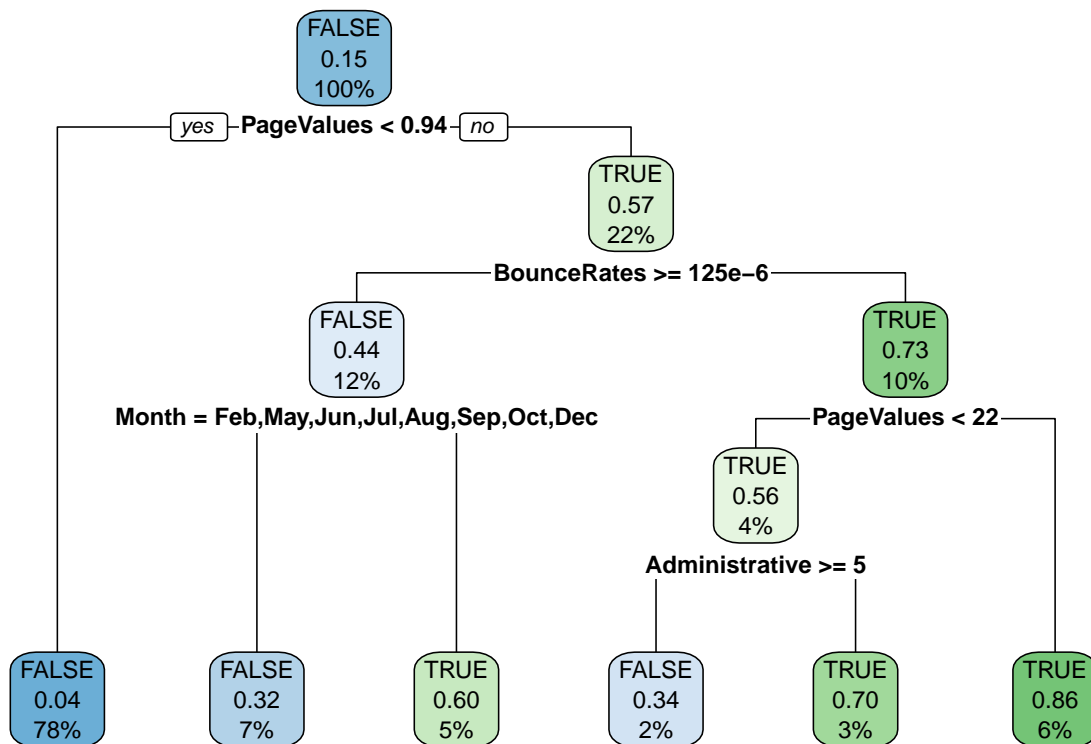 FALSE
0.15
100%
yes PageValues < 0.94 no
TRUE
0.57
22%
BounceRates >= 125e−6
FALSE
0.44
12%
TRUE
0.73
10%
Month = Feb,May,Jun,Jul,Aug,Sep,Oct,Dec
PageValues < 22
TRUE
0.56
4%
Administrative >= 5
FALSE
0.04
78%
FALSE
0.32
7%
TRUE
0.60
5%
FALSE
0.34
2%
TRUE
0.70
3%
TRUE
0.86
6%